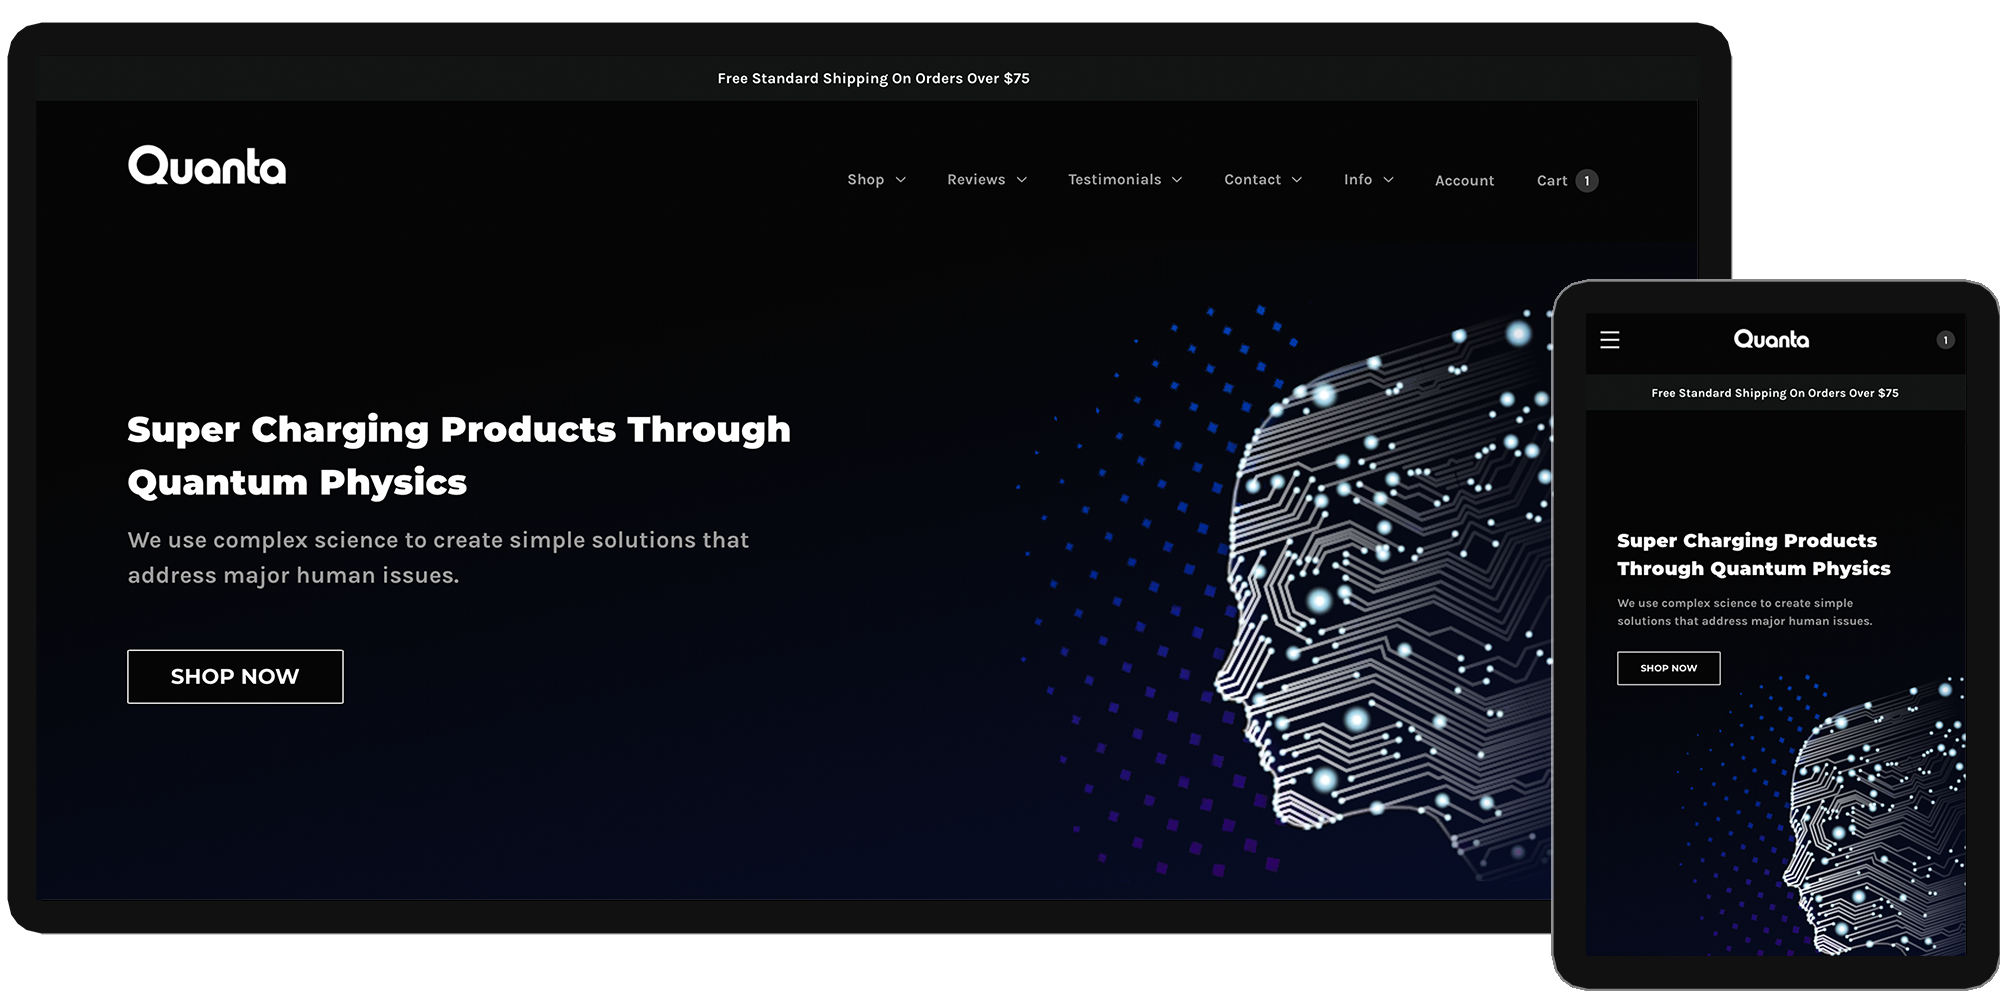 Free Standard Shipping On Orders Over $75
Quanta
Shop Reviews Testimonials Contact Info Account Cart 1
Super Charging Products Through
Quantum Physics
We use complex science to create simple solutions that
address major human issues.
SHOP NOW
Quanta 1
Free Standard Shipping On Orders Over $75
Super Charging Products
Through Quantum Physics
We use complex science to create simple
solutions that address major human issues.
SHOP NOW